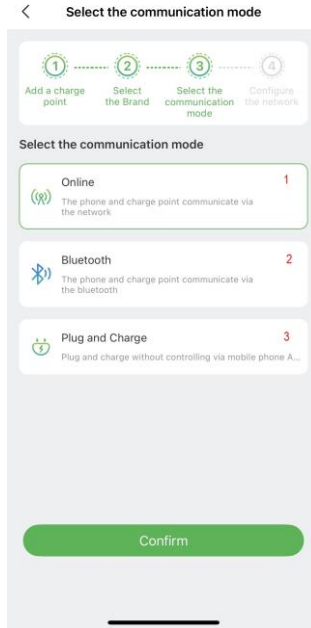 Select the communication mode
1 2 3 4
Add a charge point
Select the Brand
Select the communication mode
Configure the network
Select the communication mode
Online 1
The phone and charge point communicate via
the network
Bluetooth 2
The phone and charge point communicate via
the bluetooth
Plug and Charge 3
Plug and charge without controlling via mobile phone A...
Confirm